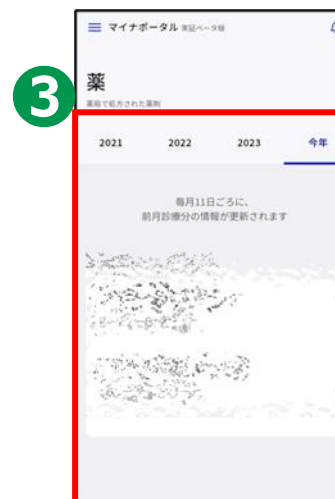 マイナポータル 実証ベータ版
3
薬
薬局で処方された薬剤
2021 2022 2023 今年
毎月11日ごろに、
前月診療分の情報が更新されます